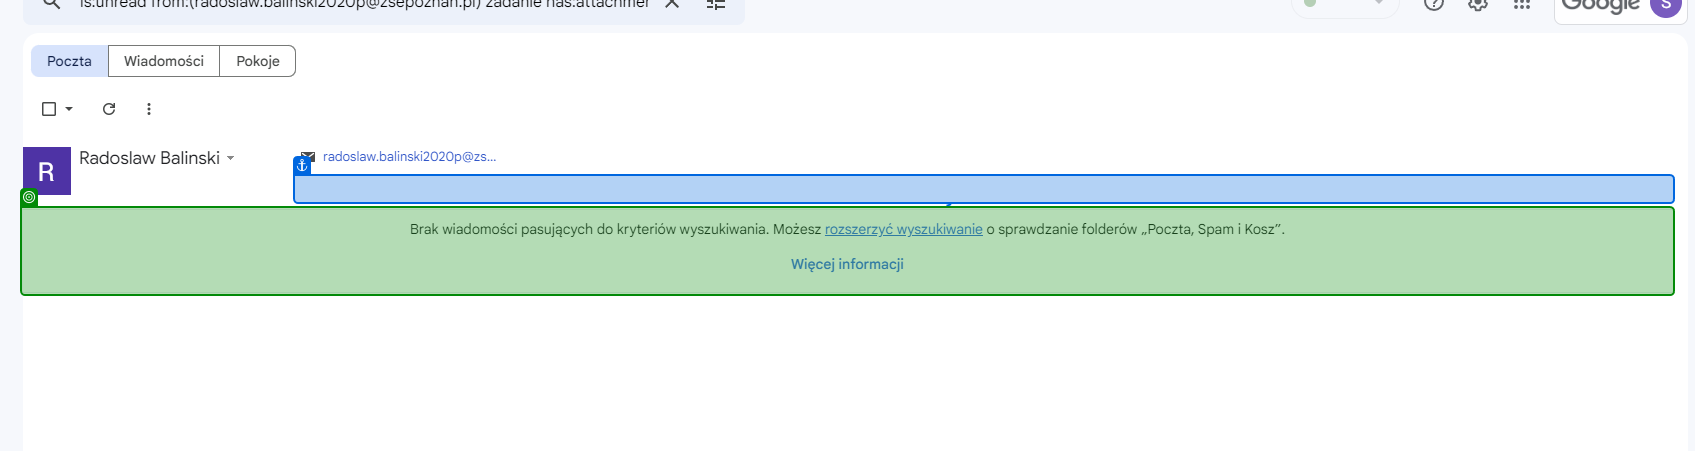 is:unread from:(radoslaw.balinski2020p@zsepoznan.pl) zadanie has:attachmer
Google
S
Poczta
Wiadomości
Pokoje
R
Radoslaw Balinski
radoslaw.balinski2020p@zs...
Brak wiadomości pasujących do kryteriów wyszukiwania. Możesz rozszerzyć wyszukiwanie o sprawdzanie folderów „Poczta, Spam i Kosz”.
Więcej informacji